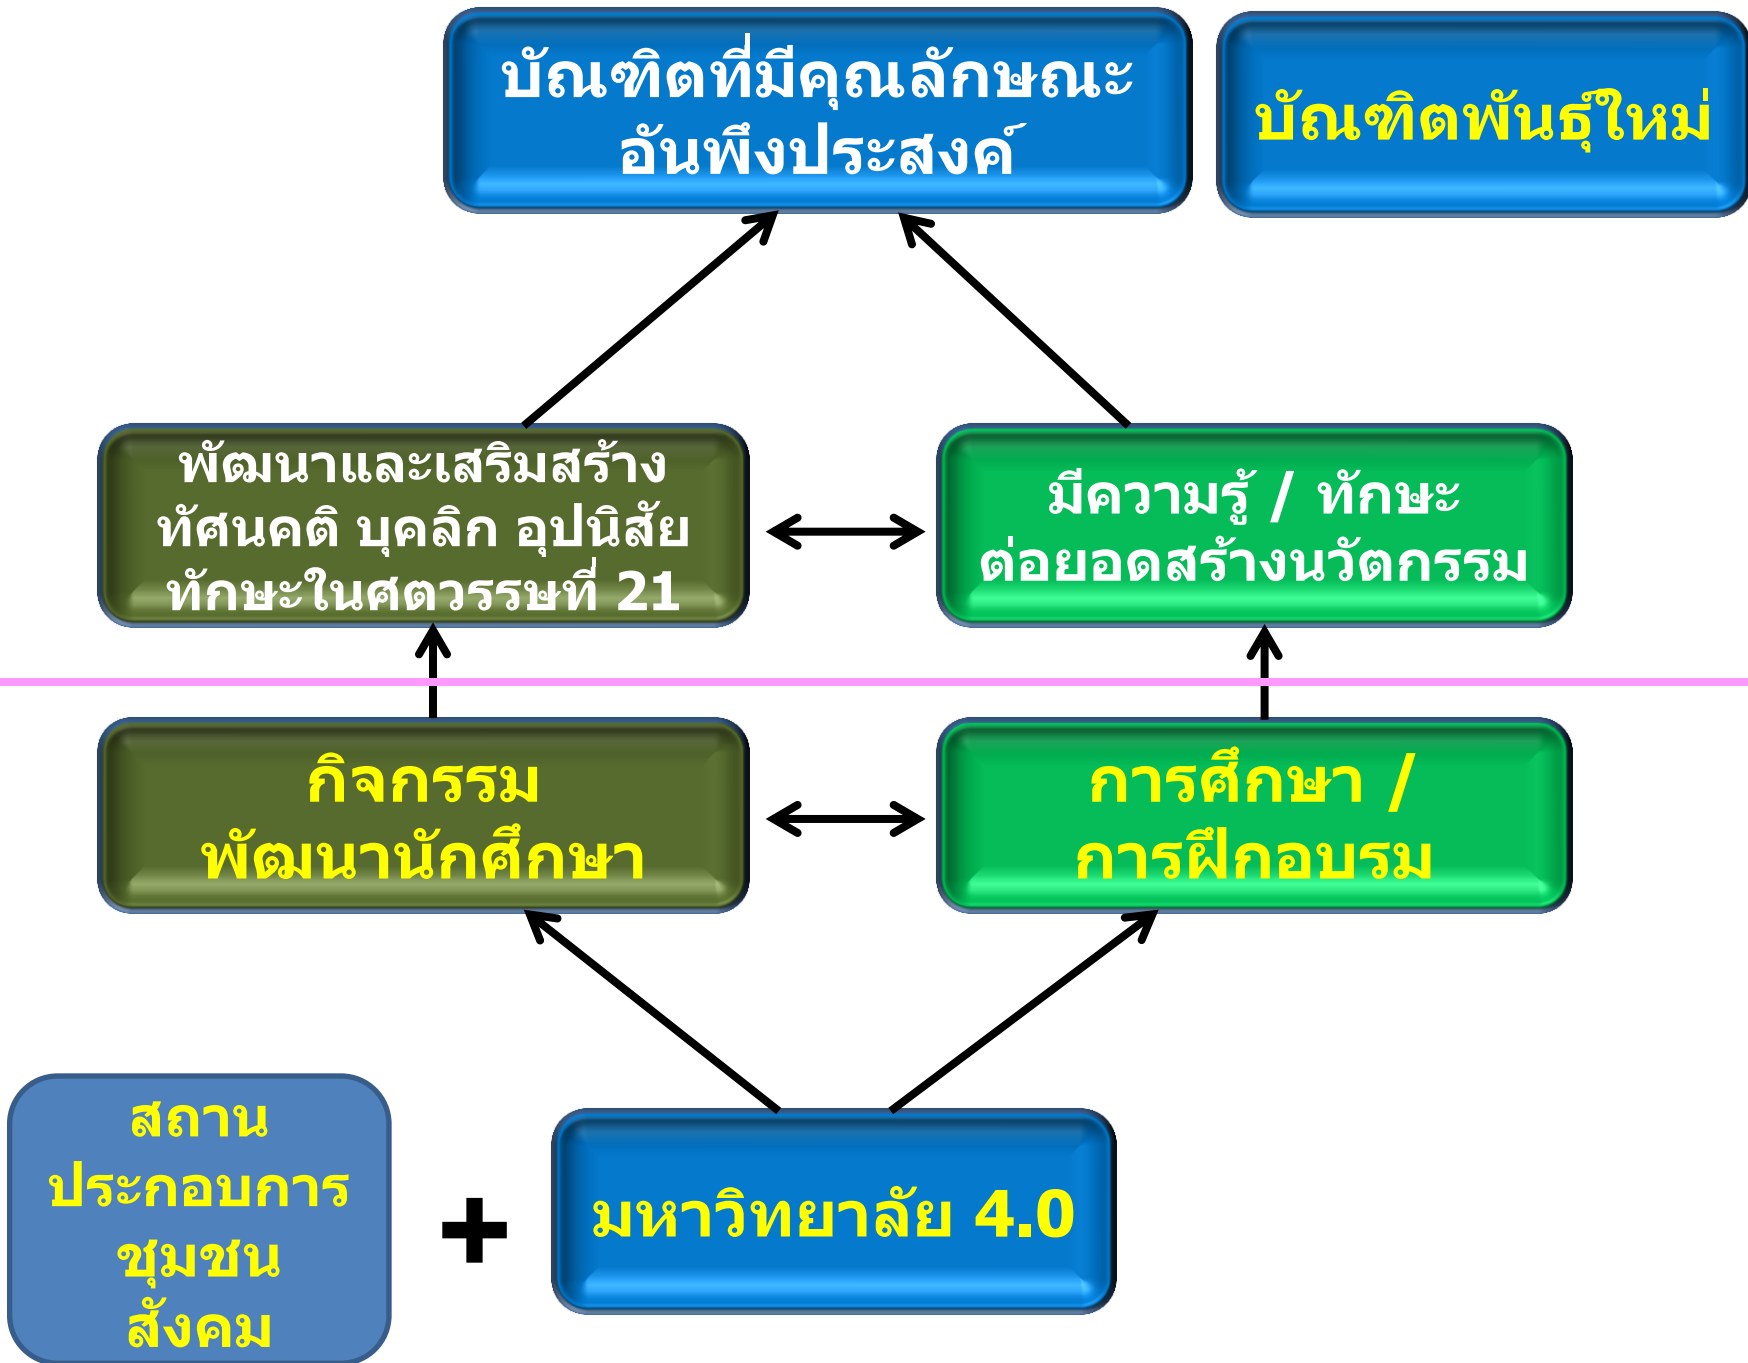 บัณฑิตที่มีคุณลักษณะ
อันพึงประสงค์
บัณฑิตพันธุ์ใหม่
พัฒนาและเสริมสร้าง
ทัศนคติ บุคลิก อุปนิสัย
ทักษะในศตวรรษที่ 21
มีความรู้ / ทักษะ
ต่อยอดสร้างนวัตกรรม
กิจกรรม
พัฒนานักศึกษา
การศึกษา /
การฝึกอบรม
สถาน
ประกอบการ
ชุมชน
สังคม
+
มหาวิทยาลัย 4.0